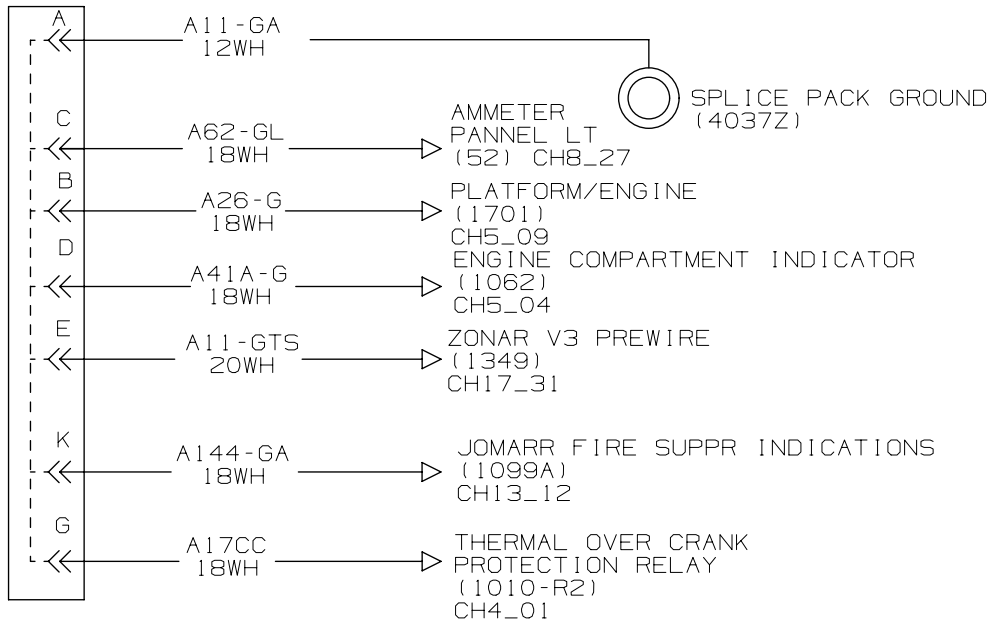 A
A11-GA
12WH
SPLICE PACK GROUND
(4037Z)
C
A62-GL
18WH
AMMETER
PANNEL LT
(52) CH8_27
B
A26-G
18WH
PLATFORM/ENGINE
(1701)
CH5_09
D
A41A-G
18WH
ENGINE COMPARTMENT INDICATOR
(1062)
CH5_04
E
A11-GTS
20WH
ZONAR V3 PREWIRE
(1349)
CH17_31
K
A144-GA
18WH
JOMARR FIRE SUPPR INDICATIONS
(1099A)
CH13_12
G
A17CC
18WH
THERMAL OVER CRANK
PROTECTION RELAY
(1010-R2)
CH4_01